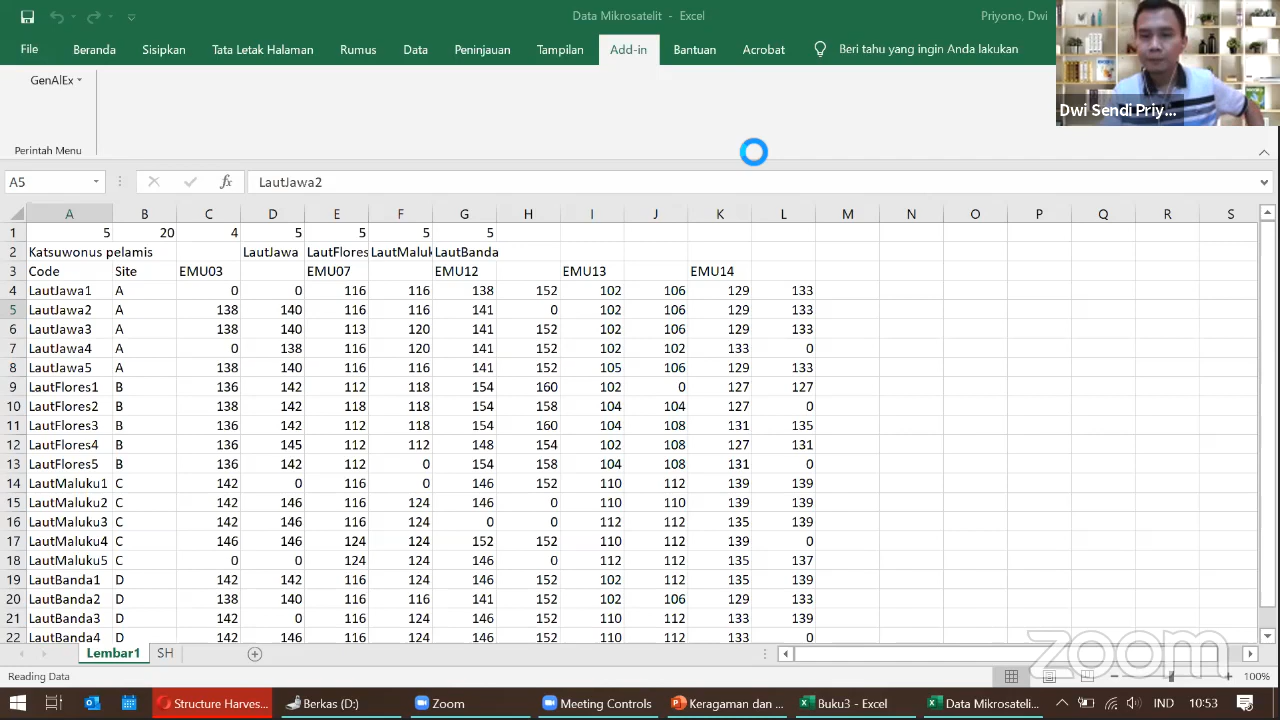 Data Mikrosatelit - Excel
Priyono, Dwi
File Beranda Sisipkan Tata Letak Halaman Rumus Data Peninjauan Tampilan Add-in Bantuan Acrobat Beri tahu yang ingin Anda lakukan
GenAlEx
Perintah Menu
Dwi Sendi Priy...
A5 fx LautJawa2
A B C D E F G H I J K L M N O P Q R S
1 5 20 4 5 5 5 5
2 Katsuwonus pelamis LautJawa LautFlores LautMaluk LautBanda
3 Code Site EMU03 EMU07 EMU12 EMU13 EMU14
4 LautJawa1 A 0 0 116 116 138 152 102 106 129 133
5 LautJawa2 A 138 140 116 116 141 0 102 106 129 133
6 LautJawa3 A 138 140 113 120 141 152 102 106 129 133
7 LautJawa4 A 0 138 116 120 141 152 102 102 133 0
8 LautJawa5 A 138 140 116 116 141 152 105 106 129 133
9 LautFlores1 B 136 142 112 118 154 160 102 0 127 127
10 LautFlores2 B 138 142 118 118 154 158 104 104 127 0
11 LautFlores3 B 136 142 112 118 154 160 104 108 131 135
12 LautFlores4 B 136 145 112 112 148 154 102 108 127 131
13 LautFlores5 B 136 142 112 0 154 158 104 108 131 0
14 LautMaluku1 C 142 0 116 0 146 152 110 112 139 139
15 LautMaluku2 C 142 146 116 124 146 0 110 110 139 139
16 LautMaluku3 C 142 146 116 124 0 0 112 112 135 139
17 LautMaluku4 C 146 146 124 124 152 152 110 112 139 0
18 LautMaluku5 C 0 0 124 124 146 0 112 112 135 137
19 LautBanda1 D 142 142 116 124 146 152 102 112 135 139
20 LautBanda2 D 138 140 116 116 141 152 102 106 129 133
21 LautBanda3 D 142 0 116 124 146 152 110 112 133 139
22 LautBanda4 D 142 146 116 124 146 152 110 112 133 0
Lembar1 SH
zoom
Reading Data 100%
Structure Harves... Berkas (D:) Zoom Meeting Controls Keragaman dan ... Buku3 - Excel Data Mikrosateli... IND 10:53